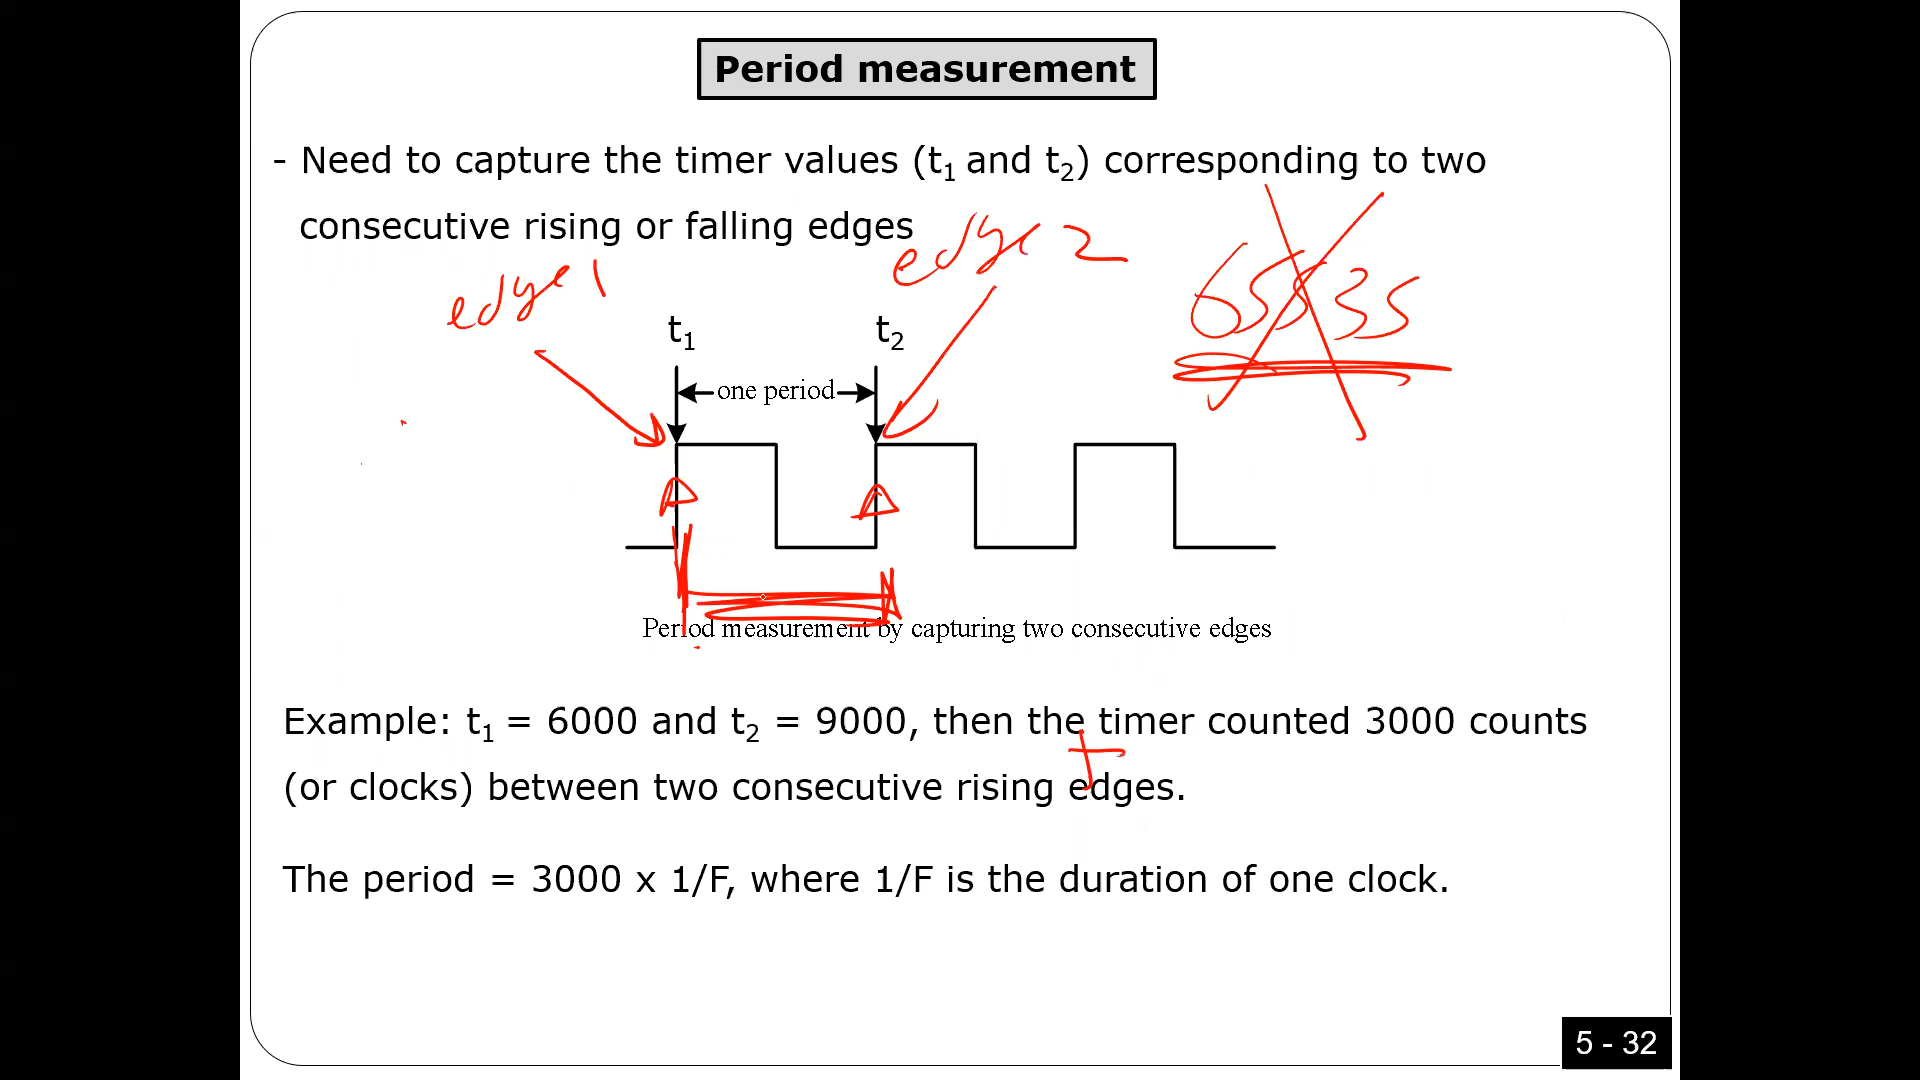 Period measurement
- Need to capture the timer values (t1 and t2) corresponding to two
consecutive rising or falling edges
edge 1
edge 2
65535
t1
t2
one period
Period measurement by capturing two consecutive edges
Example: t1 = 6000 and t2 = 9000, then the timer counted 3000 counts
(or clocks) between two consecutive rising edges.
The period = 3000 x 1/F, where 1/F is the duration of one clock.
5 - 32